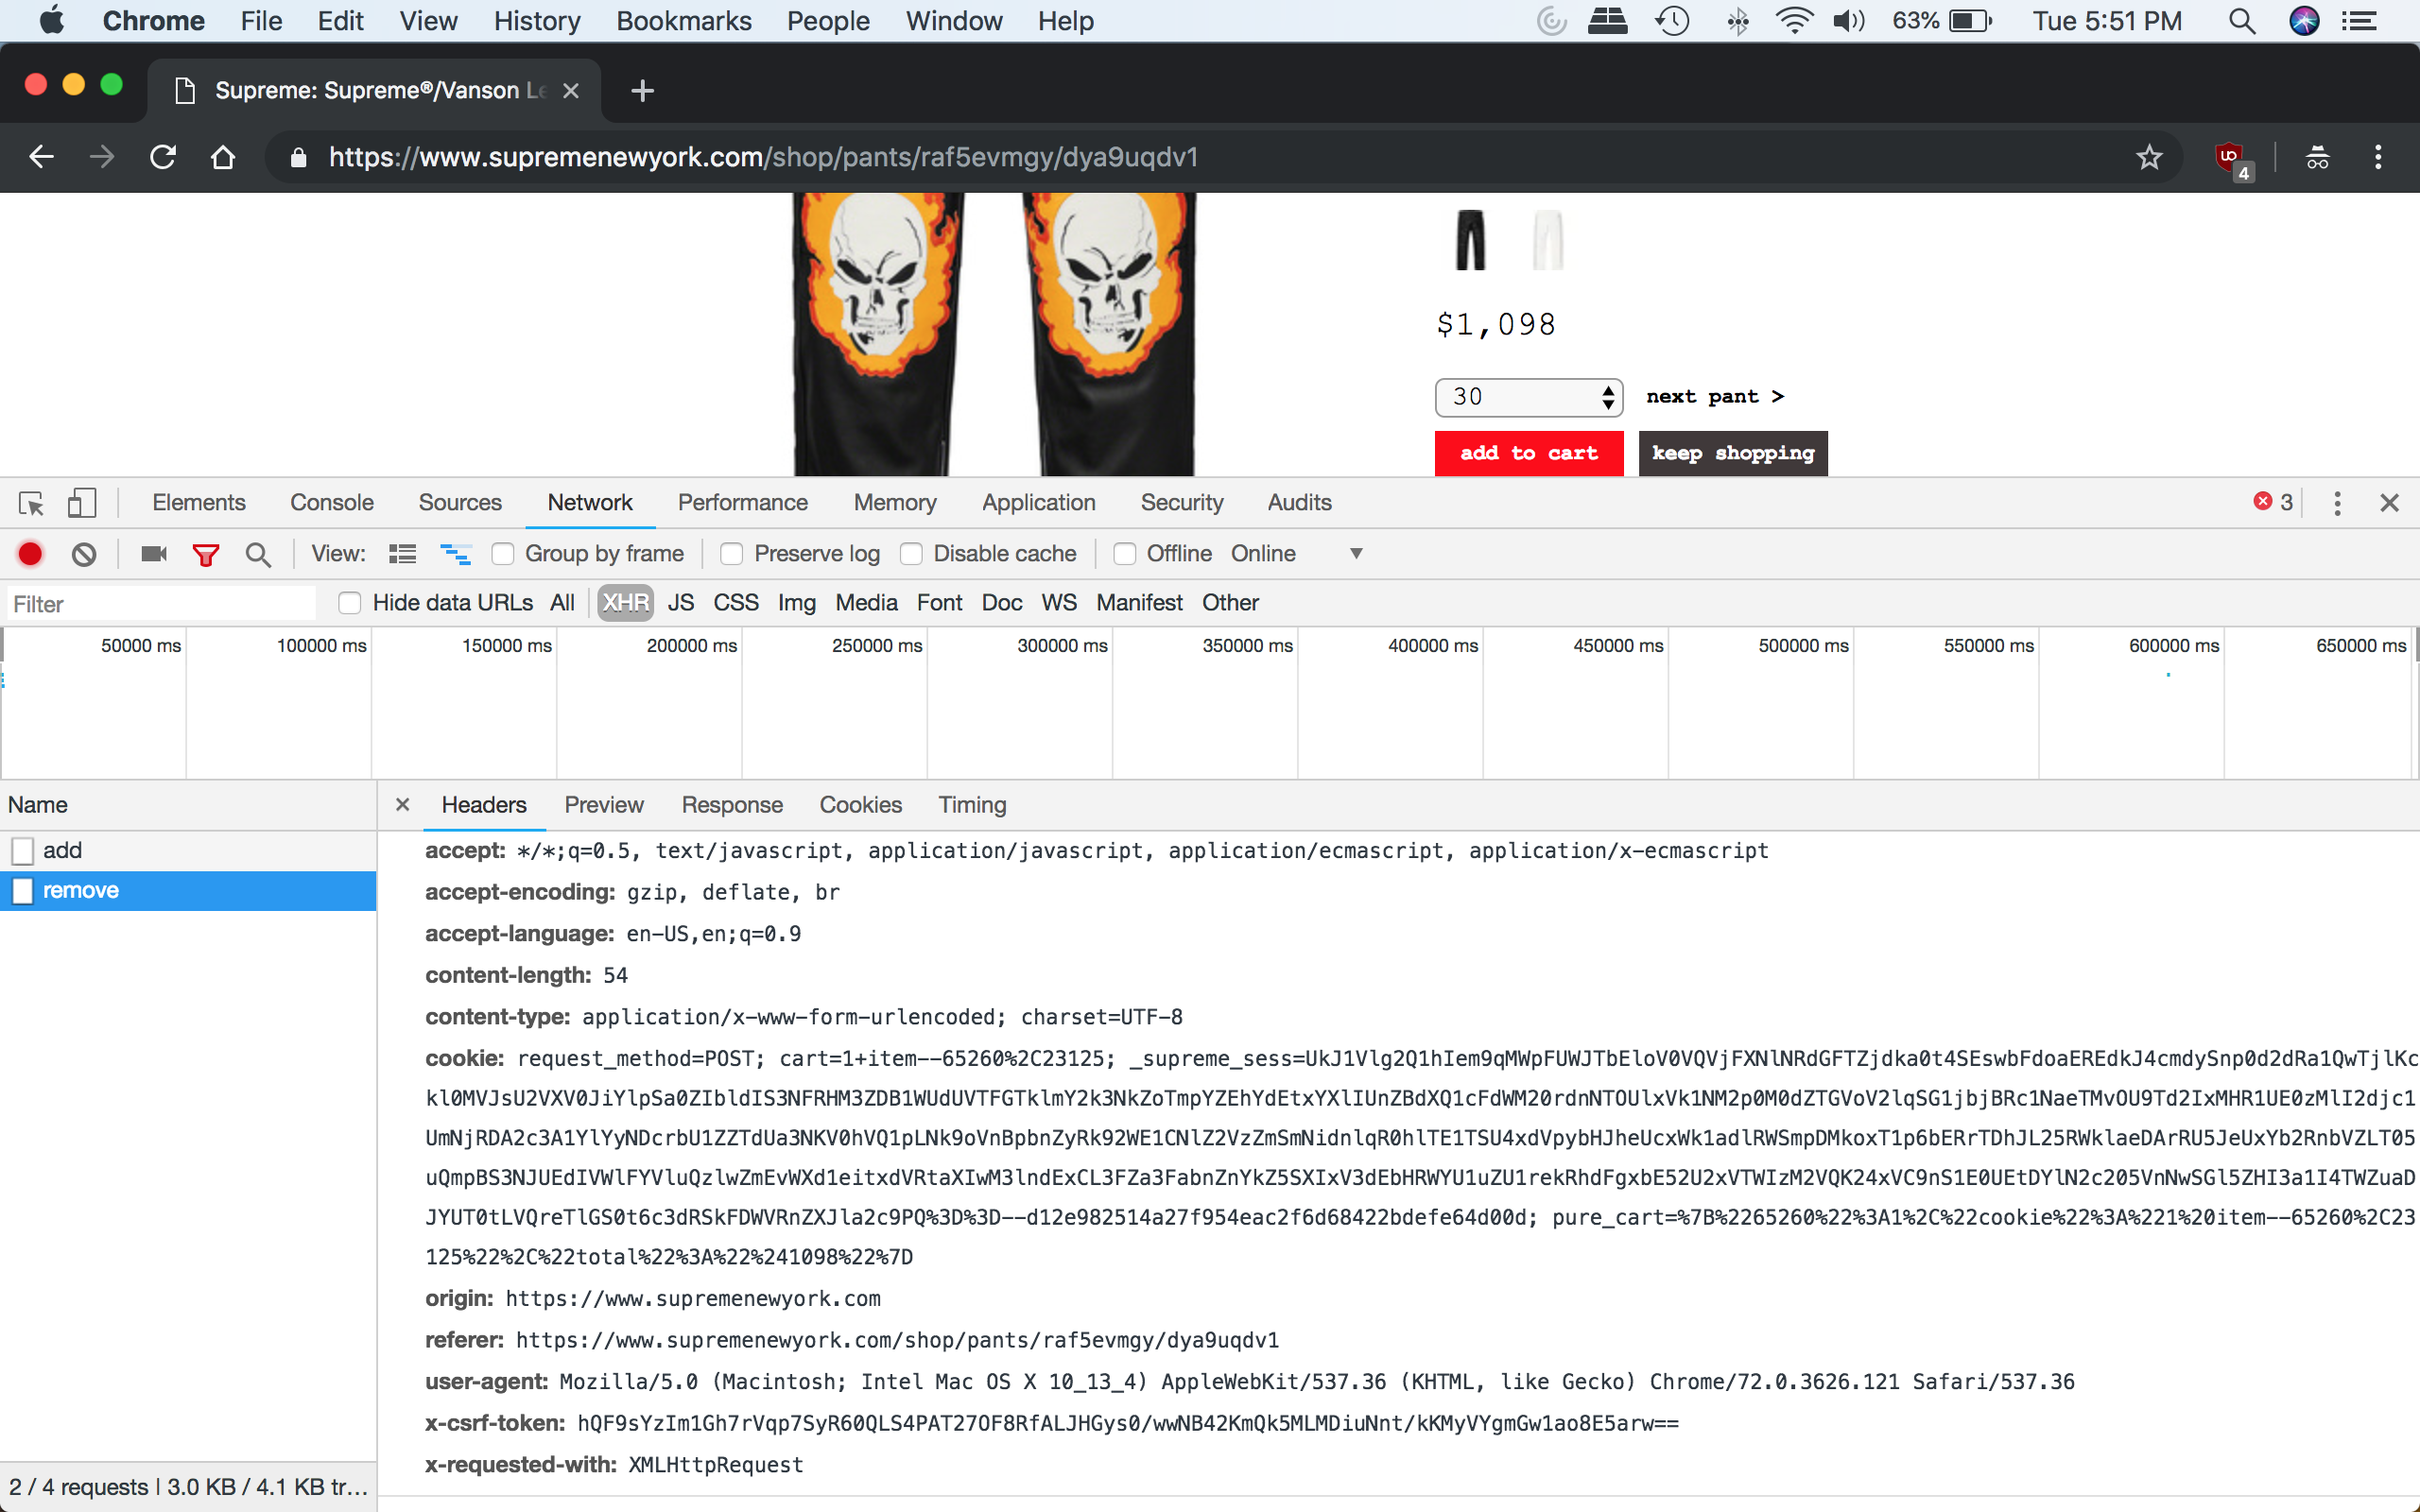 Chrome File Edit View History Bookmarks People Window Help 63% Tue 5:51 PM
Supreme: Supreme®/Vanson Le
https://www.supremenewyork.com/shop/pants/raf5evmgy/dya9uqdv1 4
$1,098
30 next pant >
add to cart keep shopping
Elements Console Sources Network Performance Memory Application Security Audits 3
View: Group by frame Preserve log Disable cache Offline Online
Filter Hide data URLs All XHR JS CSS Img Media Font Doc WS Manifest Other
50000 ms 100000 ms 150000 ms 200000 ms 250000 ms 300000 ms 350000 ms 400000 ms 450000 ms 500000 ms 550000 ms 600000 ms 650000 ms
Name Headers Preview Response Cookies Timing
add
remove
accept: */*;q=0.5, text/javascript, application/javascript, application/ecmascript, application/x-ecmascript
accept-encoding: gzip, deflate, br
accept-language: en-US,en;q=0.9
content-length: 54
content-type: application/x-www-form-urlencoded; charset=UTF-8
cookie: request_method=POST; cart=1+item--65260%2C23125; _supreme_sess=UkJ1Vlg2Q1hIem9qMWpFUWJTbEloV0VQVjFXNlNRdGFTZjdka0t4SEswbFdoaEREdkJ4cmdySnp0d2dRa1QwTjlKc
kl0MVJsU2VXV0JiYlpSa0ZIbldIS3NFRHM3ZDB1WUdUVTFGTklmY2k3NkZoTmpYZEhYdEtxYXlIUnZBdXQ1cFdWM20rdnNTOUlxVk1NM2p0M0dZTGVoV2lqSG1jbjBRc1NaeTMvOU9Td2IxMHR1UE0zMlI2djc1
UmNjRDA2c3A1YlYyNDcrbU1ZZTdUa3NKV0hVQ1pLNk9oVnBpbnZyRk92WE1CNlZ2VzZmSmNidnlqR0hlTE1TSU4xdVpybHJheUcxWk1adlRWSmpDMkoxT1p6bERrTDhJL25RWklaeDArRU5JeUxYb2RnbVZLT05
uQmpBS3NJUEdIVWlFYVluQzlwZmEvWXd1eitxdVRtaXIwM3lndExCL3FZa3FabnZnYkZ5SXIxV3dEbHRWYU1uZU1rekRhdFgxbE52U2xVTWIzM2VQK24xVC9nS1E0UEtDYlN2c205VnNwSGl5ZHI3a1I4TWZuaD
JYUT0tLVQreTlGS0t6c3dRSkFDWVRnZXJla2c9PQ%3D%3D--d12e982514a27f954eac2f6d68422bdefe64d00d; pure_cart=%7B%2265260%22%3A1%2C%22cookie%22%3A%221%20item--65260%2C23
125%22%2C%22total%22%3A%22%241098%22%7D
origin: https://www.supremenewyork.com
referer: https://www.supremenewyork.com/shop/pants/raf5evmgy/dya9uqdv1
user-agent: Mozilla/5.0 (Macintosh; Intel Mac OS X 10_13_4) AppleWebKit/537.36 (KHTML, like Gecko) Chrome/72.0.3626.121 Safari/537.36
x-csrf-token: hQF9sYzIm1Gh7rVqp7SyR60QLS4PAT27OF8RfALJHGys0/wwNB42KmQk5MLMDiuNnt/kKMyVYgmGw1ao8E5arw==
x-requested-with: XMLHttpRequest
2 / 4 requests | 3.0 KB / 4.1 KB tr…